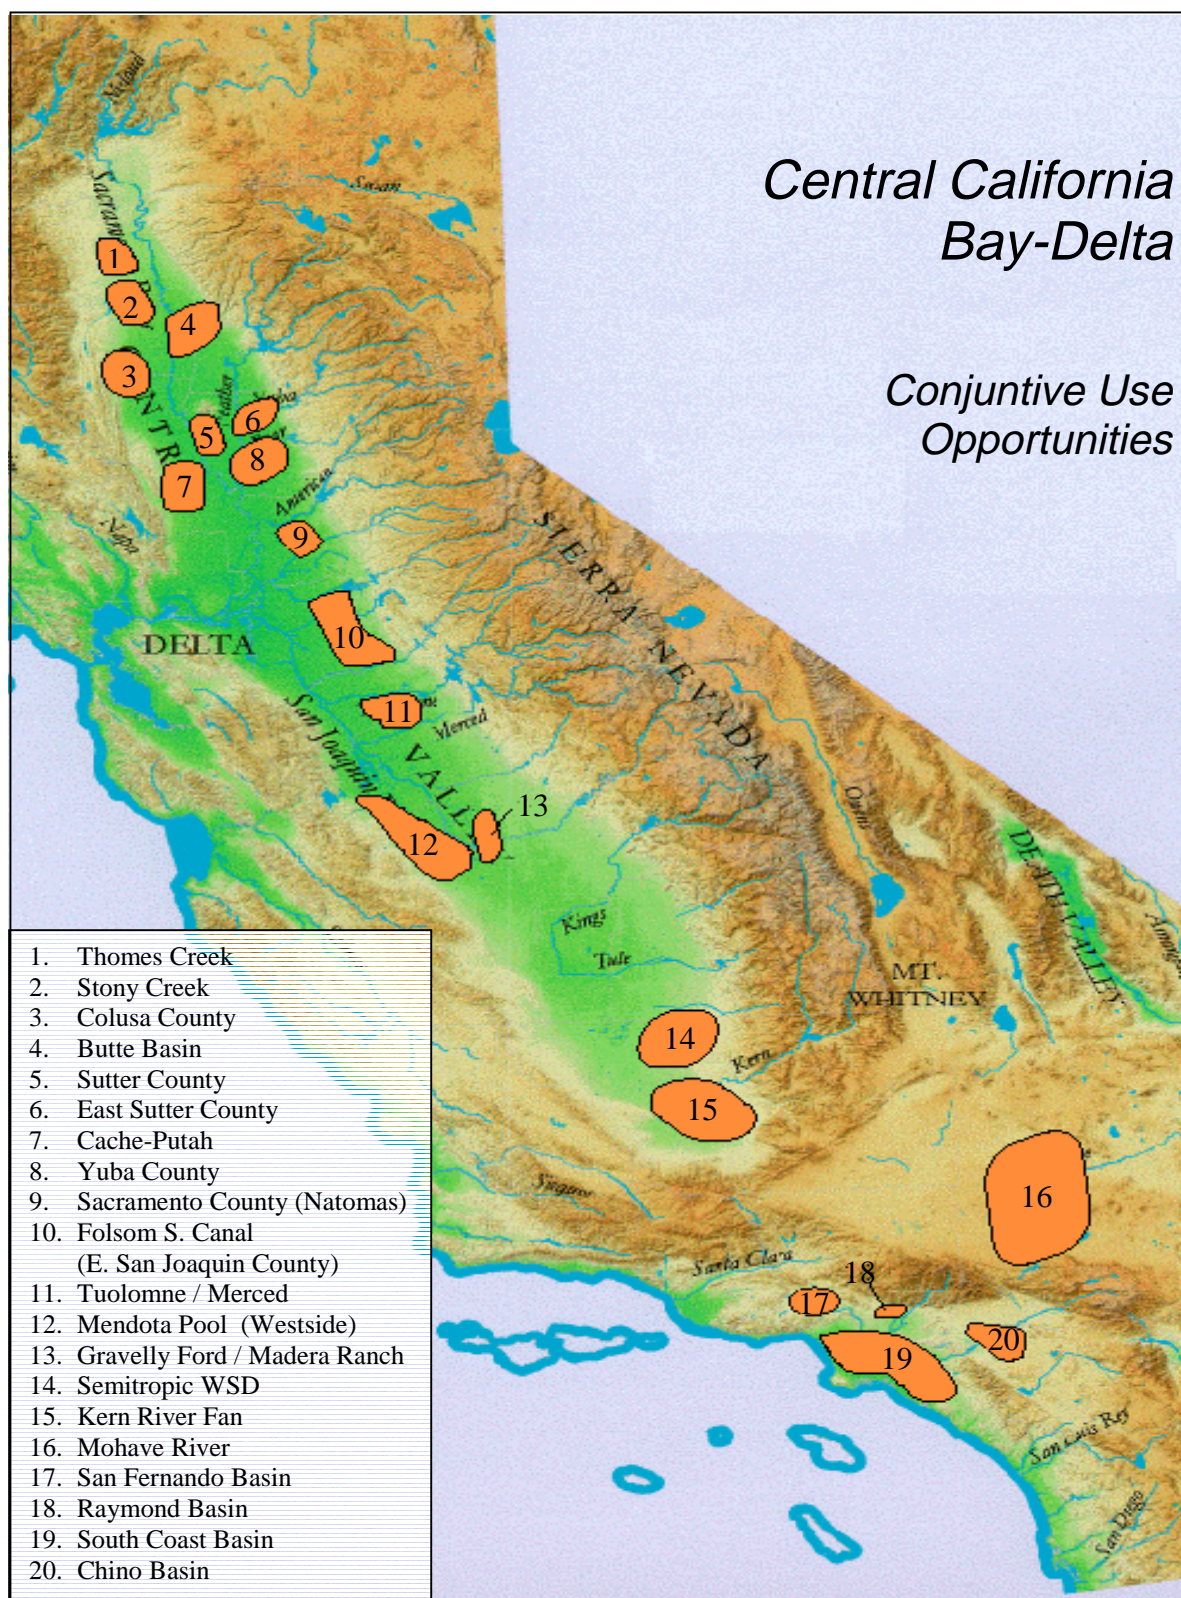 Central California
Bay-Delta
Conjuntive Use
Opportunities
Mcloud
Susan
Sacram
1
2
3
4
NTR
eather
6
5
8
7
American
Napa
9
SIERRA NEVADA
10
DELTA
11
Merced
San Joaquin
VALL
13
12
Owens
DEATH VALLEY
Kings
Tule
MT.
WHITNEY
14
Kern
15
16
Santa Clara
18
17
20
19
San Luis Rey
San Diego
1. Thomes Creek
2. Stony Creek
3. Colusa County
4. Butte Basin
5. Sutter County
6. East Sutter County
7. Cache-Putah
8. Yuba County
9. Sacramento County (Natomas)
10. Folsom S. Canal
(E. San Joaquin County)
11. Tuolomne / Merced
12. Mendota Pool (Westside)
13. Gravelly Ford / Madera Ranch
14. Semitropic WSD
15. Kern River Fan
16. Mohave River
17. San Fernando Basin
18. Raymond Basin
19. South Coast Basin
20. Chino Basin